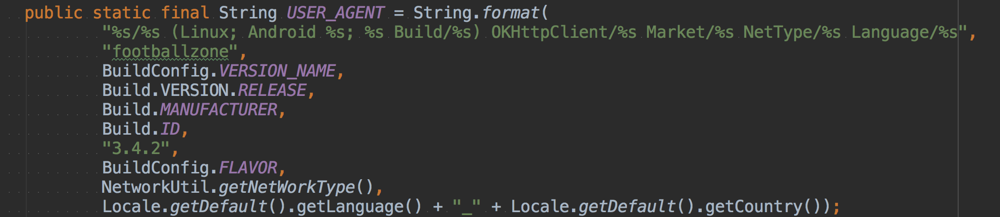 public static final String USER_AGENT = String.format(
"%s/%s (Linux; Android %s; %s Build/%s) OKHttpClient/%s Market/%s NetType/%s Language/%s",
"footballzone",
BuildConfig.VERSION_NAME,
Build.VERSION.RELEASE,
Build.MANUFACTURER,
Build.ID,
"3.4.2",
BuildConfig.FLAVOR,
NetworkUtil.getNetWorkType(),
Locale.getDefault().getLanguage() + "_" + Locale.getDefault().getCountry());